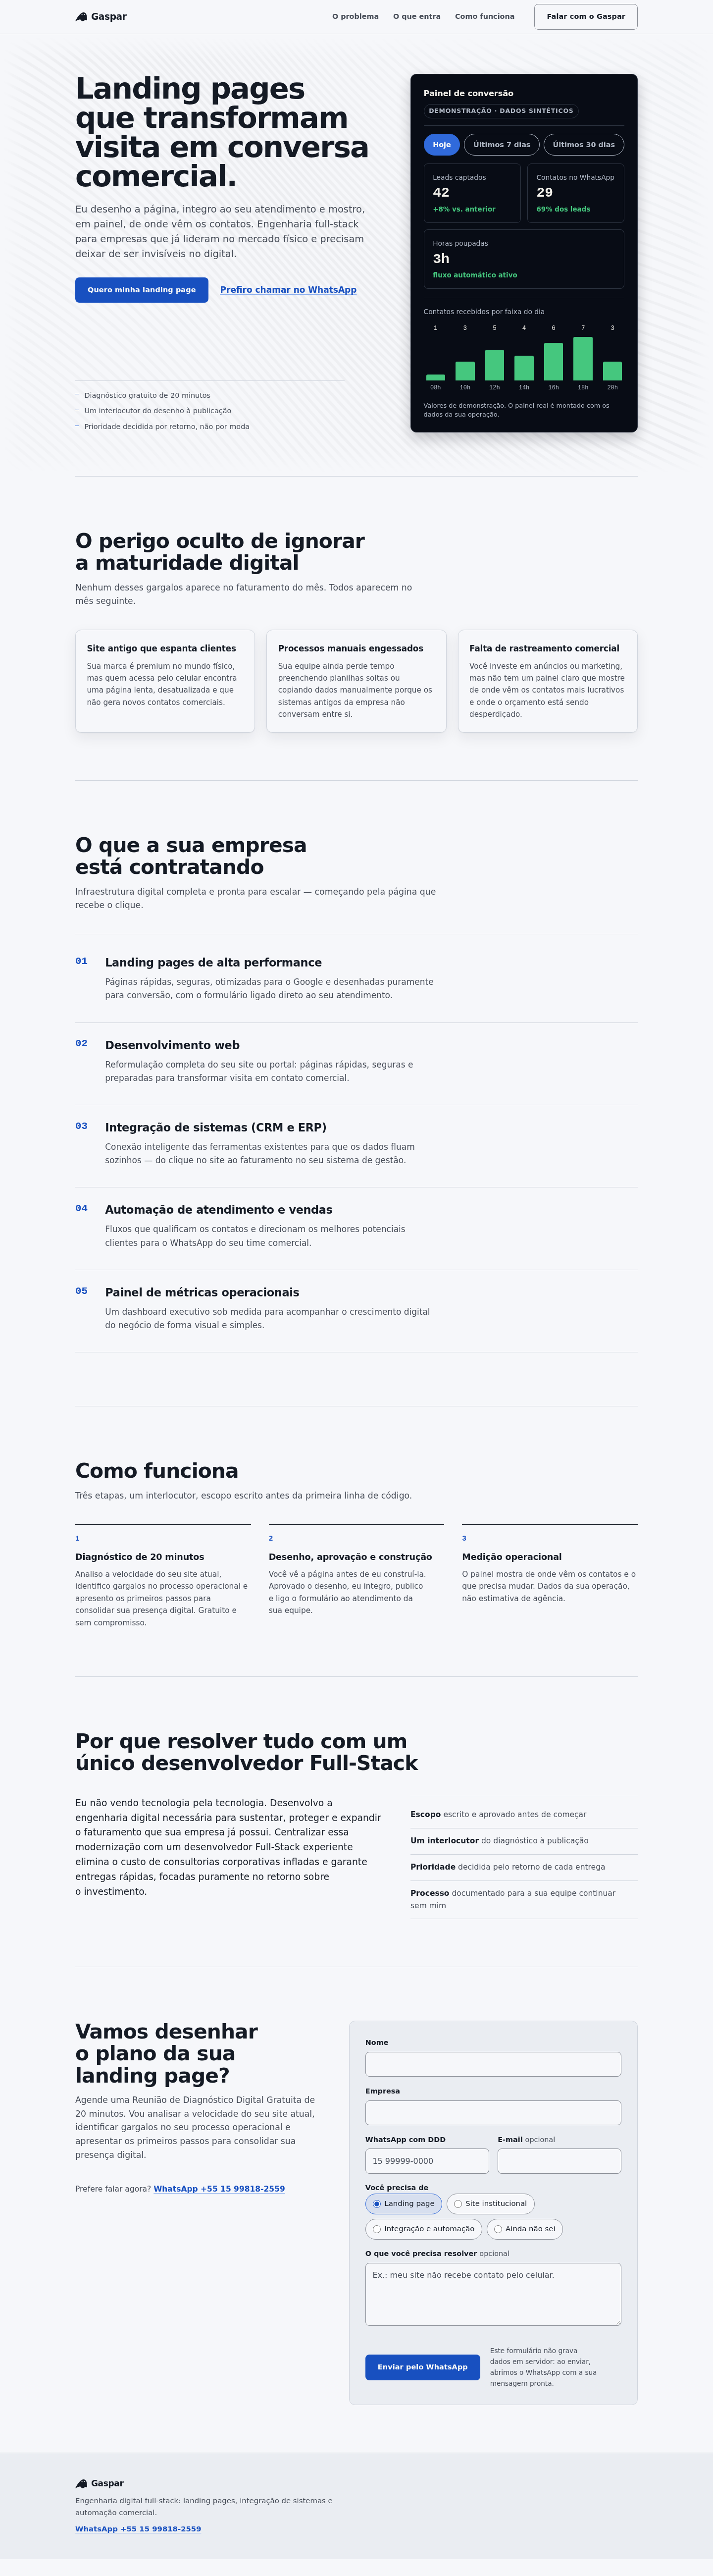 Gaspar
O problema
O que entra
Como funciona
Falar com o Gaspar
Landing pages
que transformam
visita em conversa
comercial.
Eu desenho a página, integro ao seu atendimento e mostro,
em painel, de onde vêm os contatos. Engenharia full-stack
para empresas que já lideram no mercado físico e precisam
deixar de ser invisíveis no digital.
Quero minha landing page
Prefiro chamar no WhatsApp
– Diagnóstico gratuito de 20 minutos
– Um interlocutor do desenho à publicação
– Prioridade decidida por retorno, não por moda
Painel de conversão
DEMONSTRAÇÃO · DADOS SINTÉTICOS
Hoje
Últimos 7 dias
Últimos 30 dias
Leads captados
42
+8% vs. anterior
Contatos no WhatsApp
29
69% dos leads
Horas poupadas
3h
fluxo automático ativo
Contatos recebidos por faixa do dia
1 3 5 4 6 7 3
08h 10h 12h 14h 16h 18h 20h
Valores de demonstração. O painel real é montado com os
dados da sua operação.
O perigo oculto de ignorar
a maturidade digital
Nenhum desses gargalos aparece no faturamento do mês. Todos aparecem no
mês seguinte.
Site antigo que espanta clientes
Sua marca é premium no mundo físico,
mas quem acessa pelo celular encontra
uma página lenta, desatualizada e que
não gera novos contatos comerciais.
Processos manuais engessados
Sua equipe ainda perde tempo
preenchendo planilhas soltas ou
copiando dados manualmente porque os
sistemas antigos da empresa não
conversam entre si.
Falta de rastreamento comercial
Você investe em anúncios ou marketing,
mas não tem um painel claro que mostre
de onde vêm os contatos mais lucrativos
e onde o orçamento está sendo
desperdiçado.
O que a sua empresa
está contratando
Infraestrutura digital completa e pronta para escalar — começando pela página que
recebe o clique.
01
Landing pages de alta performance
Páginas rápidas, seguras, otimizadas para o Google e desenhadas puramente
para conversão, com o formulário ligado direto ao seu atendimento.
02
Desenvolvimento web
Reformulação completa do seu site ou portal: páginas rápidas, seguras e
preparadas para transformar visita em contato comercial.
03
Integração de sistemas (CRM e ERP)
Conexão inteligente das ferramentas existentes para que os dados fluam
sozinhos — do clique no site ao faturamento no seu sistema de gestão.
04
Automação de atendimento e vendas
Fluxos que qualificam os contatos e direcionam os melhores potenciais
clientes para o WhatsApp do seu time comercial.
05
Painel de métricas operacionais
Um dashboard executivo sob medida para acompanhar o crescimento digital
do negócio de forma visual e simples.
Como funciona
Três etapas, um interlocutor, escopo escrito antes da primeira linha de código.
1
Diagnóstico de 20 minutos
Analiso a velocidade do seu site atual,
identifico gargalos no processo operacional e
apresento os primeiros passos para
consolidar sua presença digital. Gratuito e
sem compromisso.
2
Desenho, aprovação e construção
Você vê a página antes de eu construí-la.
Aprovado o desenho, eu integro, publico
e ligo o formulário ao atendimento da
sua equipe.
3
Medição operacional
O painel mostra de onde vêm os contatos e o
que precisa mudar. Dados da sua operação,
não estimativa de agência.
Por que resolver tudo com um
único desenvolvedor Full-Stack
Eu não vendo tecnologia pela tecnologia. Desenvolvo a
engenharia digital necessária para sustentar, proteger e expandir
o faturamento que sua empresa já possui. Centralizar essa
modernização com um desenvolvedor Full-Stack experiente
elimina o custo de consultorias corporativas infladas e garante
entregas rápidas, focadas puramente no retorno sobre
o investimento.
Escopo escrito e aprovado antes de começar
Um interlocutor do diagnóstico à publicação
Prioridade decidida pelo retorno de cada entrega
Processo documentado para a sua equipe continuar
sem mim
Vamos desenhar
o plano da sua
landing page?
Agende uma Reunião de Diagnóstico Digital Gratuita de
20 minutos. Vou analisar a velocidade do seu site atual,
identificar gargalos no seu processo operacional e
apresentar os primeiros passos para consolidar sua
presença digital.
Prefere falar agora? WhatsApp +55 15 99818-2559
Nome
Empresa
WhatsApp com DDD
15 99999-0000
E-mail opcional
Você precisa de
Landing page
Site institucional
Integração e automação
Ainda não sei
O que você precisa resolver opcional
Ex.: meu site não recebe contato pelo celular.
Enviar pelo WhatsApp
Este formulário não grava
dados em servidor: ao enviar,
abrimos o WhatsApp com a sua
mensagem pronta.
Gaspar
Engenharia digital full-stack: landing pages, integração de sistemas e
automação comercial.
WhatsApp +55 15 99818-2559